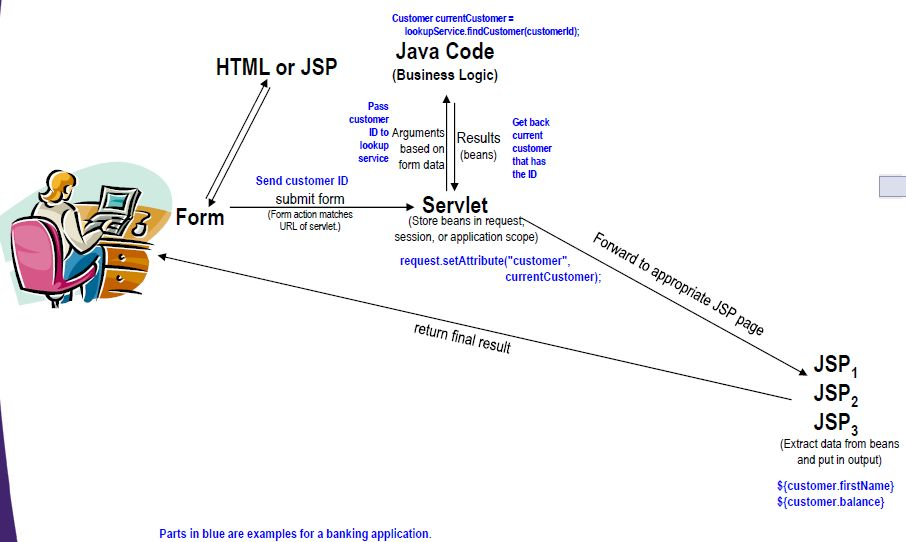 Customer currentCustomer =
lookupService.findCustomer(customerId);
Java Code
(Business Logic)
HTML or JSP
Pass
customer
ID to
lookup
service
Arguments
based on
form data
Results
(beans)
Get back
current
customer
that has
the ID
Send customer ID
submit form
(Form action matches
URL of servlet.)
Form
Servlet
(Store beans in request,
session, or application scope)
request.setAttribute("customer",
currentCustomer);
Forward to appropriate JSP page
return final result
JSP1
JSP2
JSP3
(Extract data from beans
and put in output)
${customer.firstName}
${customer.balance}
Parts in blue are examples for a banking application.